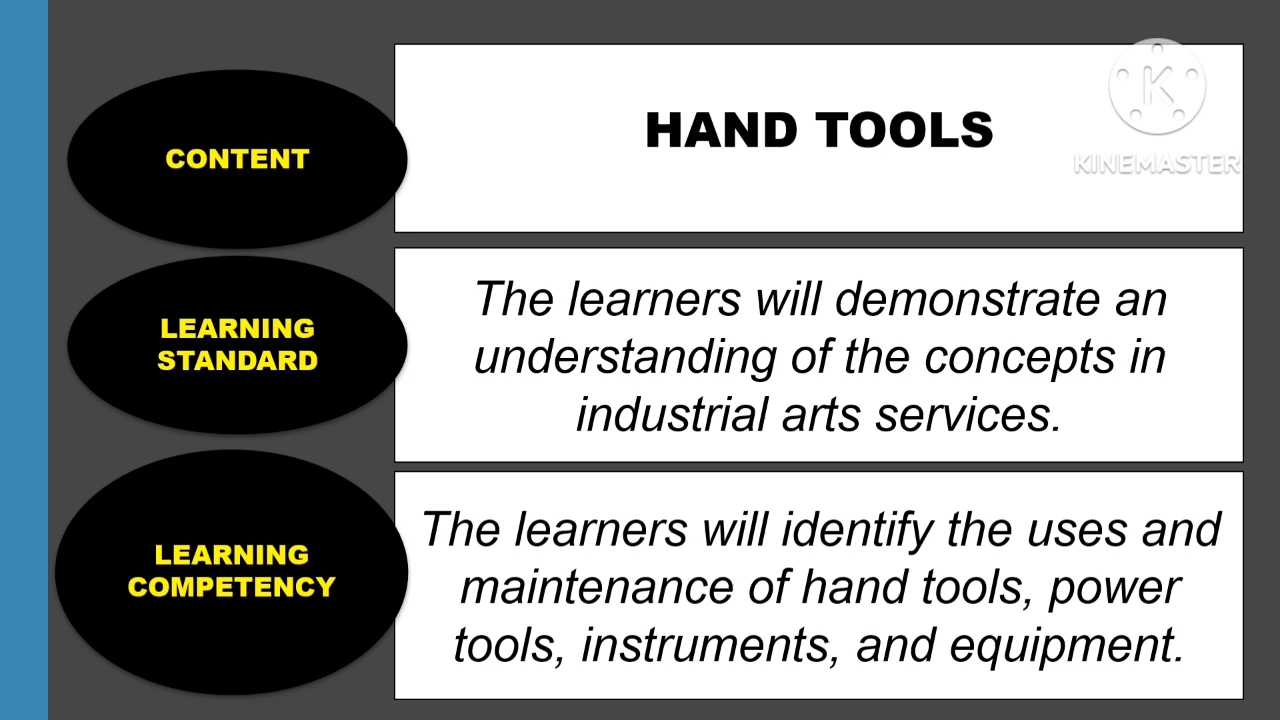 CONTENT
HAND TOOLS
K
KINEMASTER
LEARNING
STANDARD
The learners will demonstrate an
understanding of the concepts in
industrial arts services.
LEARNING
COMPETENCY
The learners will identify the uses and
maintenance of hand tools, power
tools, instruments, and equipment.